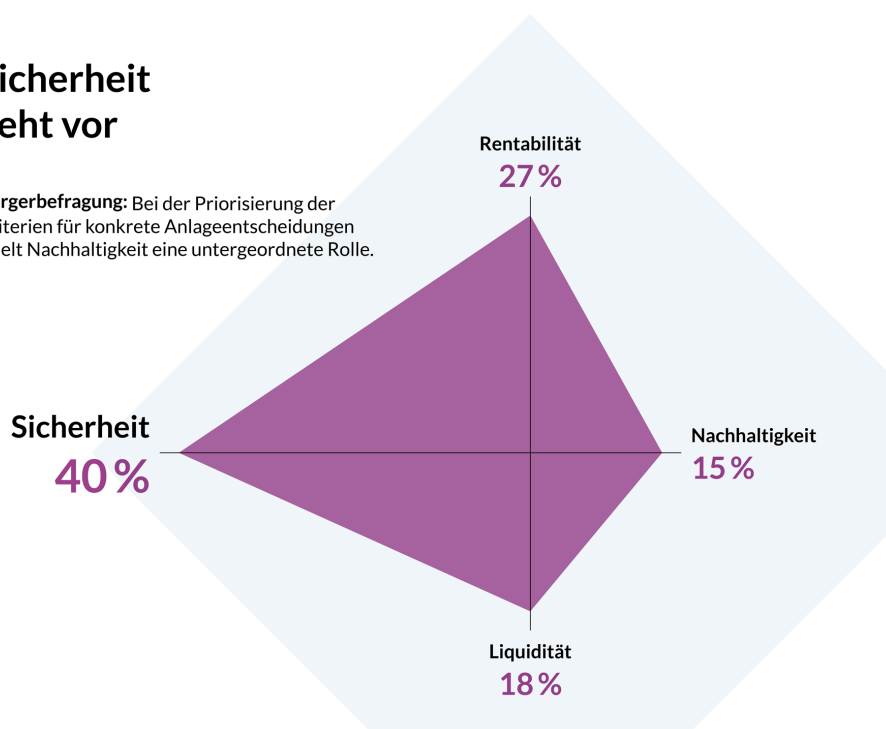 icherheit
eht vor
rgerbefragung: Bei der Priorisierung der
iterien für konkrete Anlageentscheidungen
elt Nachhaltigkeit eine untergeordnete Rolle.
Rentabilität
27 %
Sicherheit
40 %
Nachhaltigkeit
15 %
Liquidität
18 %